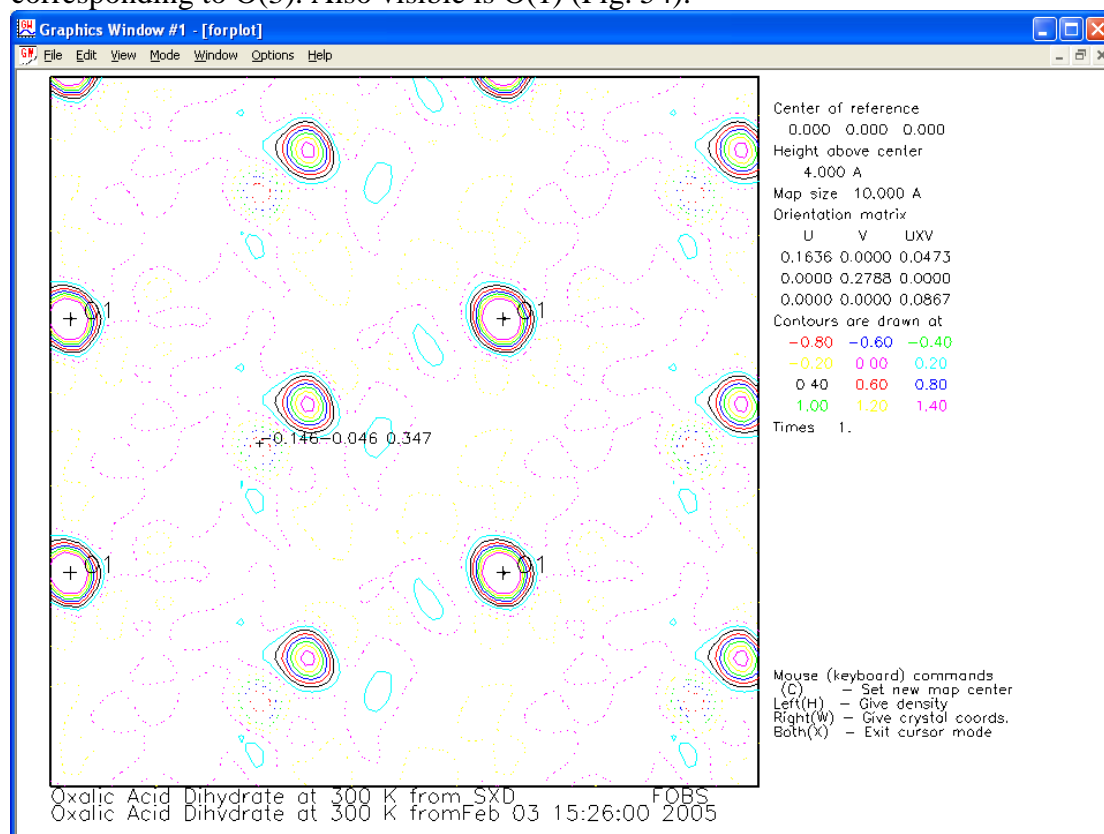 corresponding to O(3). Also visible is O(1) (Fig. 34).
Graphics Window #1 - [forplot]
File Edit View Mode Window Options Help
Center of reference
0.000 0.000 0.000
Height above center
4.000 A
Map size 10.000 A
Orientation matrix
U V UXV
0.1636 0.0000 0.0473
0.0000 0.2788 0.0000
0.0000 0.0000 0.0867
Contours are drawn at
-0.80 -0.60 -0.40
-0.20 0.00 0.20
0.40 0.60 0.80
1.00 1.20 1.40
Times 1.
O1 O1
-0.146-0.046 0.347
O1 O1
Mouse (keyboard) commands
(C) - Set new map center
Left(H) - Give density
Right(W) - Give crystal coords.
Both(X) - Exit cursor mode
Oxalic Acid Dihydrate at 300 K from SXD FOBS
Oxalic Acid Dihydrate at 300 K fromFeb 03 15:26:00 2005